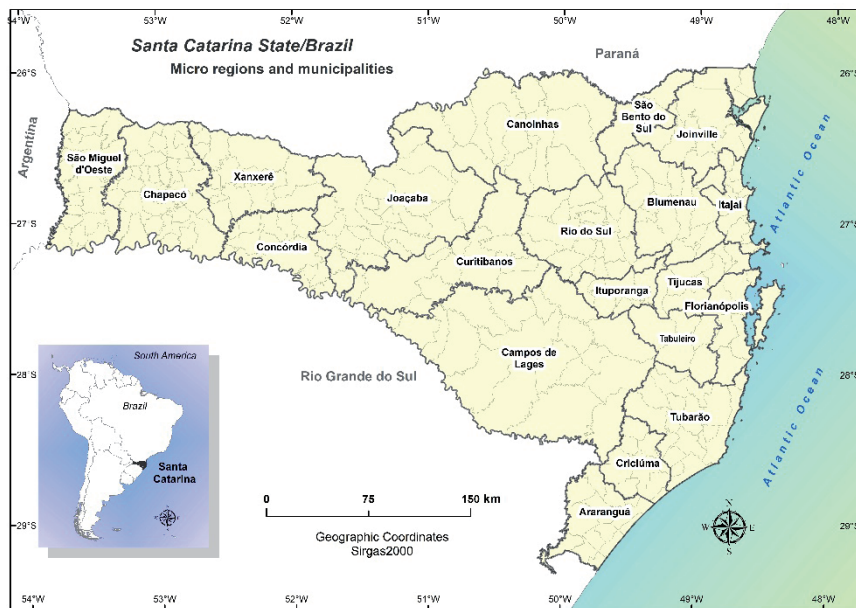 54°W
53°W
52°W
51°W
50°W
49°W
48°W
Santa Catarina State/Brazil
Micro regions and municipalities
Paraná
26°S
26°S
Argentina
São Miguel
d'Oeste
Chapacó
Xanxerê
Concórdia
Joaçaba
Canoinhas
São
Bento do
Sul
Joinville
Curitibanos
Rio do Sul
Blumenau
Itajai
Atlantic Ocean
27°S
27°S
Ituporanga
Tijucas
Florianópolis
Tabuleiro
Campos de
Lages
Rio Grande do Sul
28°S
28°S
Tubarão
Criciúma
Araranguá
Atlantic Ocean
South America
Brazil
Santa
Catarina
N
W
E
S
0
75
150 km
Geographic Coordinates
Sirgas2000
29°S
29°S
N
W
E
S
54°W
53°W
52°W
51°W
50°W
49°W
48°W